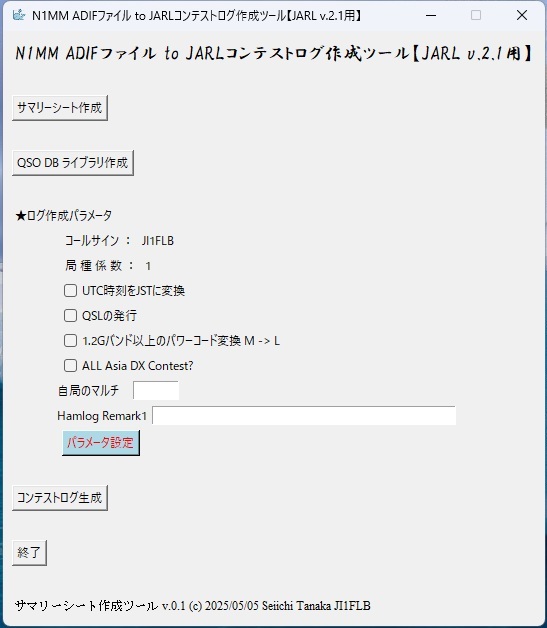 N1MM ADIFファイル to JARLコンテストログ作成ツール【JARL v.2.1用】
N1MM ADIFファイル to JARLコンテストログ作成ツール【JARL v.2.1用】
サマリーシート作成
QSO DB ライブラリ作成
★ログ作成パラメータ
コールサイン : JI1FLB
局 種 係 数 : 1
UTC時刻をJSTに変換
QSLの発行
1.2Gバンド以上のパワーコード変換 M -> L
ALL Asia DX Contest?
自局のマルチ
Hamlog Remark1
パラメータ設定
コンテストログ生成
終了
サマリーシート作成ツール v.0.1 (c) 2025/05/05 Seiichi Tanaka JI1FLB